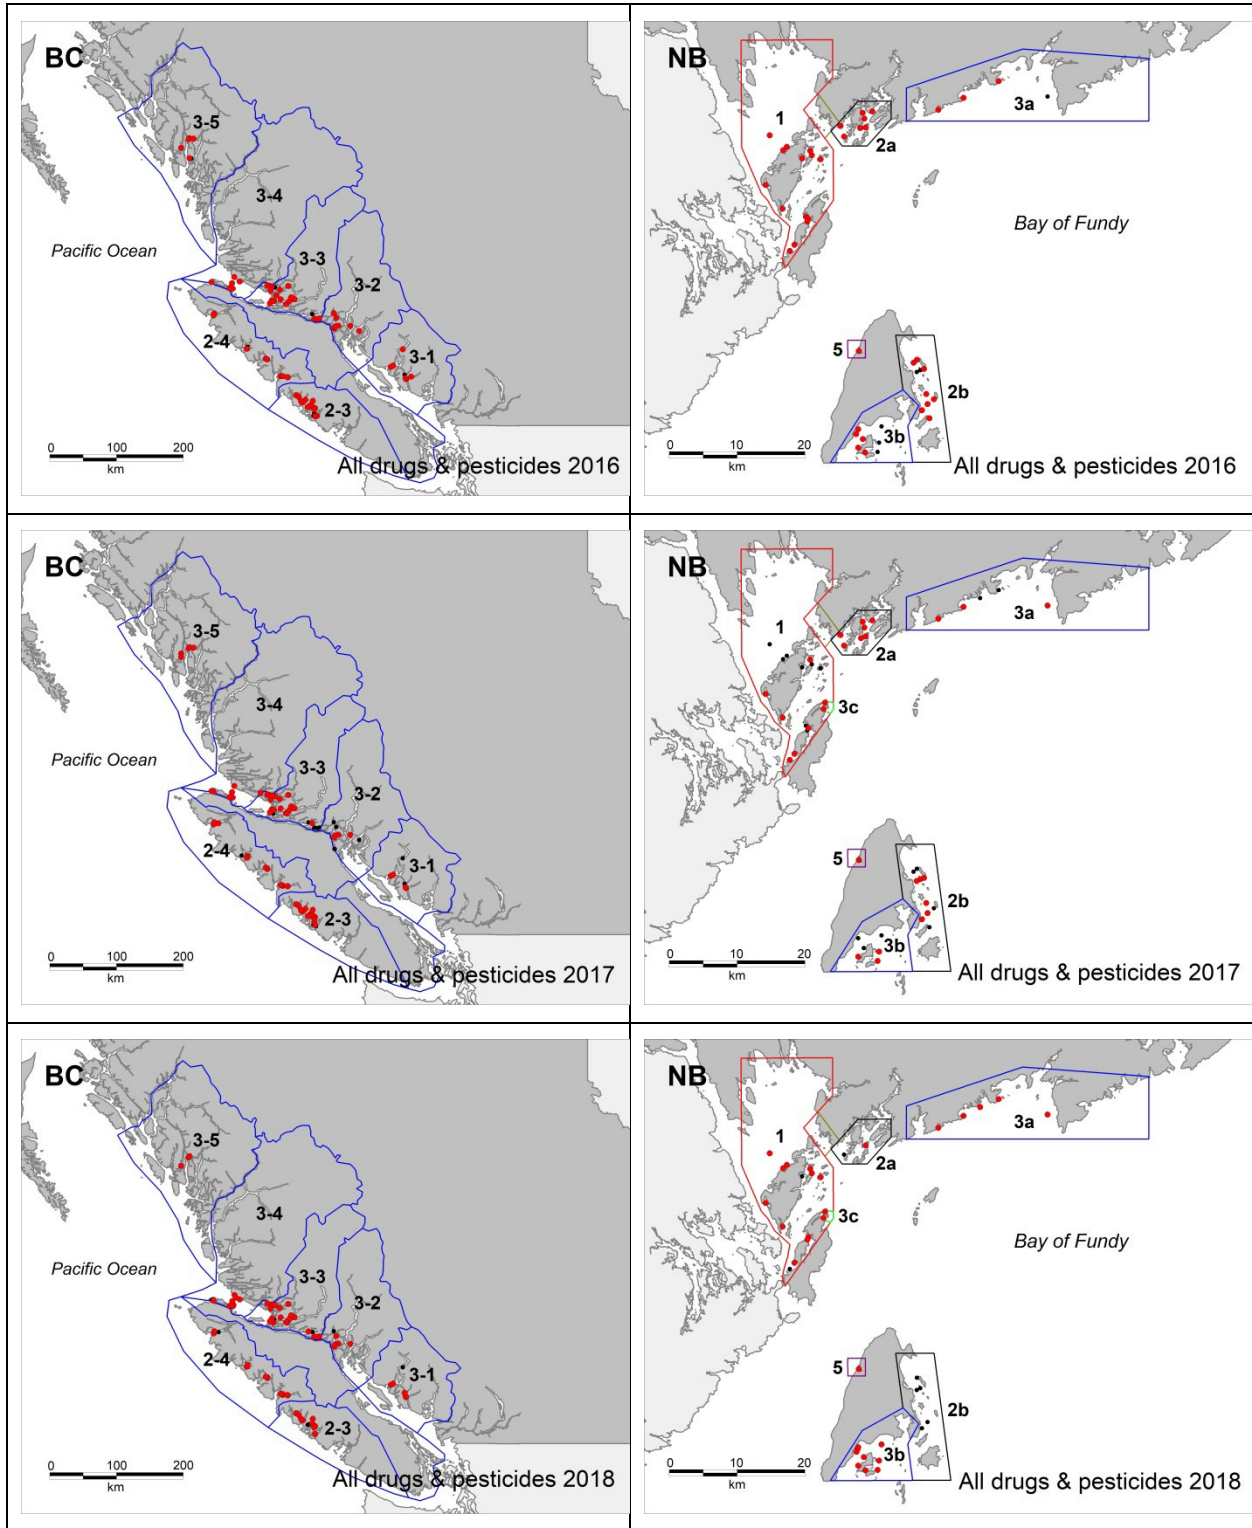 BC
3-5
3-4
Pacific Ocean
3-3
3-2
2-4
3-1
2-3
0 100 200
km
All drugs & pesticides 2016
NB
1
3a
2a
Bay of Fundy
5
2b
3b
0 10 20
km
All drugs & pesticides 2016
BC
3-5
3-4
Pacific Ocean
3-3
3-2
2-4
3-1
2-3
0 100 200
km
All drugs & pesticides 2017
NB
1
3a
2a
3c
5
2b
3b
0 10 20
km
All drugs & pesticides 2017
BC
3-5
3-4
Pacific Ocean
3-3
3-2
2-4
3-1
2-3
0 100 200
km
All drugs & pesticides 2018
NB
1
3a
2a
3c
Bay of Fundy
5
2b
3b
0 10 20
km
All drugs & pesticides 2018